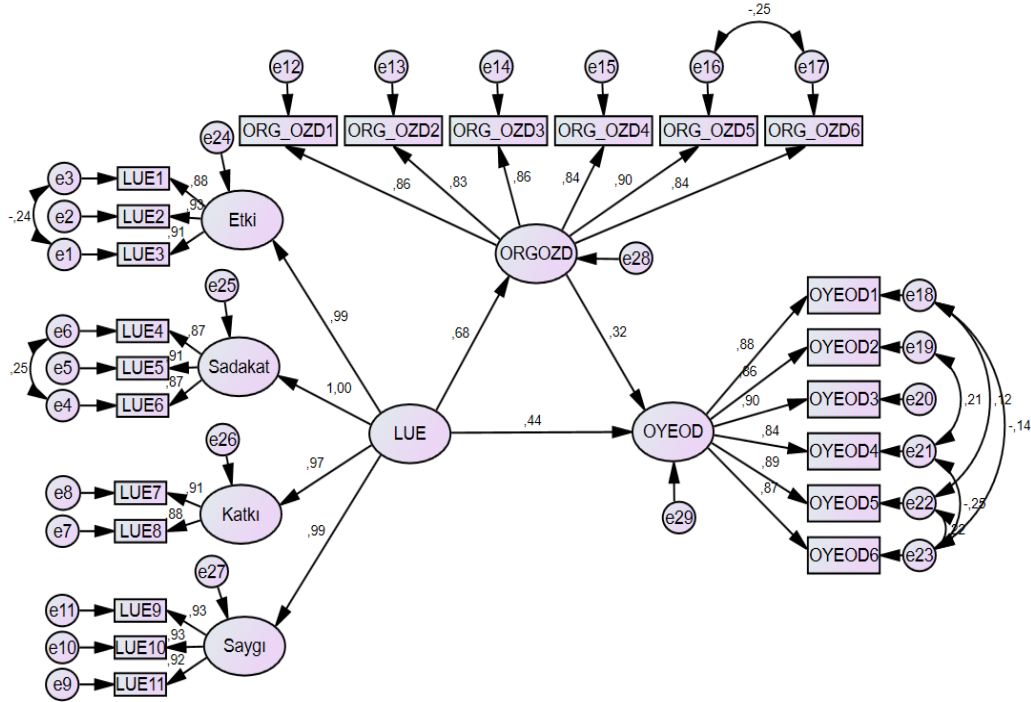 -,25
e12 e13 e14 e15 e16 e17
ORG_OZD1 ORG_OZD2 ORG_OZD3 ORG_OZD4 ORG_OZD5 ORG_OZD6
,86 ,83 ,86 ,84 ,90 ,84
e24
e3 LUE1 ,88
-,24 e2 LUE2 ,93 Etki
e1 LUE3 ,91
ORGOZD e28
e25
e6 LUE4 ,87
,25 e5 LUE5 ,91 Sadakat
e4 LUE6 ,87
,99 ,68 ,32
1,00
LUE ,44 OYEOD
e29
e26
e8 LUE7 ,91
e7 LUE8 ,88 Katkı
,97
,99
e27
e11 LUE9 ,93
e10 LUE10 ,93 Saygı
e9 LUE11 ,92
,88 OYEOD1 e18
,86 OYEOD2 e19
,90 OYEOD3 e20
,84 OYEOD4 e21
,89 OYEOD5 e22
,87 OYEOD6 e23
,21 ,12 -,14
-,25